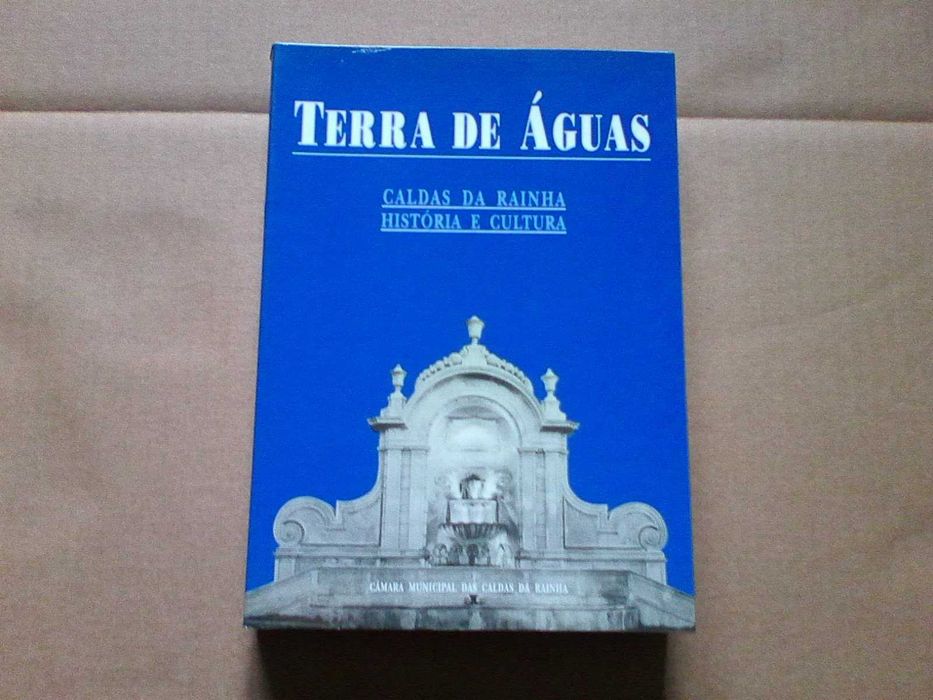 TERRA DE ÁGUAS
CALDAS DA RAINHA
HISTÓRIA E CULTURA
CÂMARA MUNICIPAL DAS CALDAS DA RAINHA